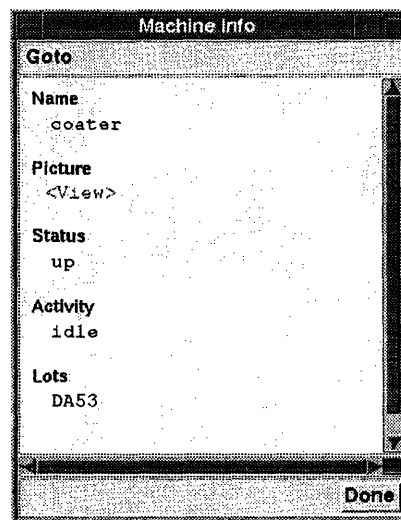 Machine Info
Goto
Name
coater
Picture
<View>
Status
up
Activity
idle
Lots
DA53
Done